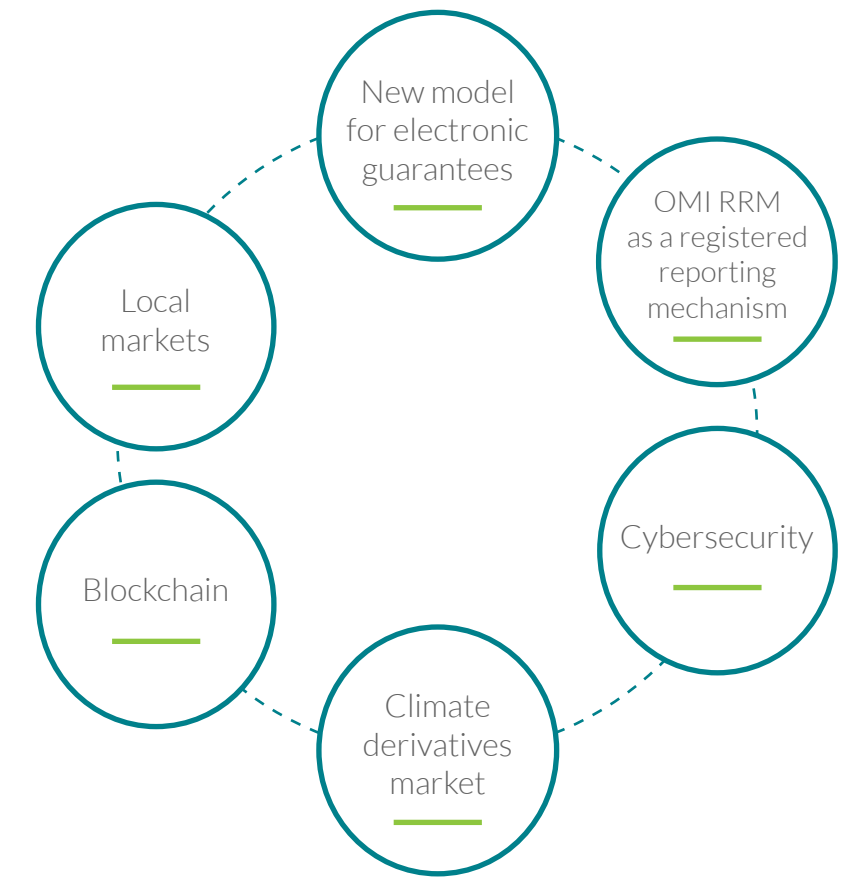 New model
for electronic
guarantees
OMI RRM
as a registered
reporting
mechanism
Local
markets
Cybersecurity
Blockchain
Climate
derivatives
market